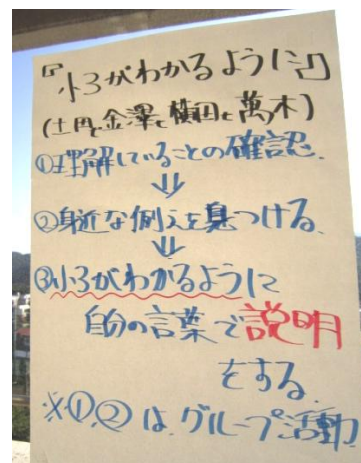 『小3がわかるように』
(土円と金澤と横田と萬木)
①理解していることの確認
⇓
②身近な例えを見つける
⇓
③小3がわかるように
自分の言葉で説明
をする
※①,②は、グループ活動